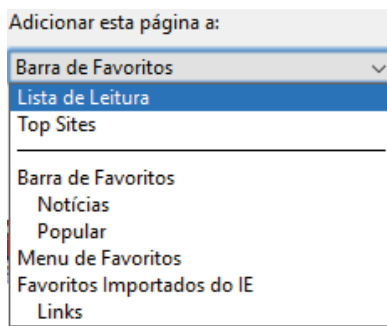 Adicionar esta página a:
Barra de Favoritos
Lista de Leitura
Top Sites
Barra de Favoritos
Notícias
Popular
Menu de Favoritos
Favoritos Importados do IE
Links